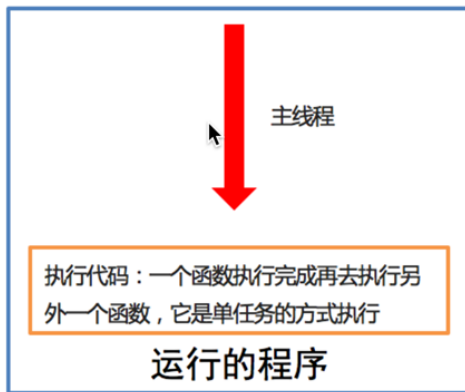 主线程
执行代码：一个函数执行完成再去执行另
外一个函数，它是单任务的方式执行
运行的程序